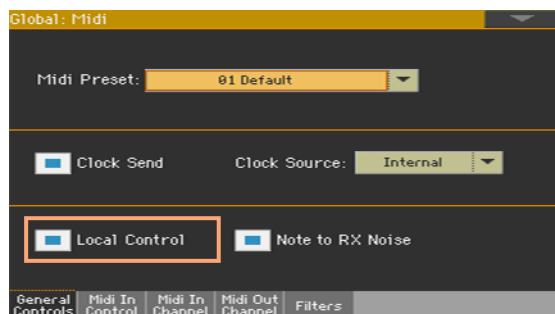 Global: Midi
Midi Preset: 01 Default
Clock Send Clock Source: Internal
Local Control Note to RX Noise
General Midi In Midi In Midi Out Filters
Controls Control Channel Channel